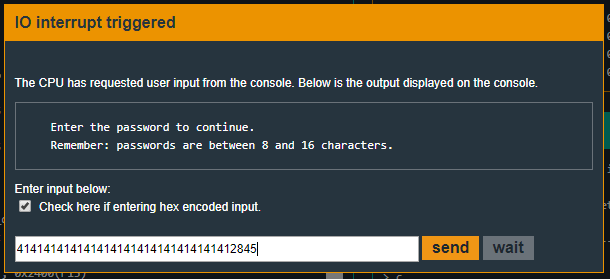 IO interrupt triggered
The CPU has requested user input from the console. Below is the output displayed on the console.
Enter the password to continue.
Remember: passwords are between 8 and 16 characters.
Enter input below:
Check here if entering hex encoded input.
414141414141414141414141414141412845
send wait